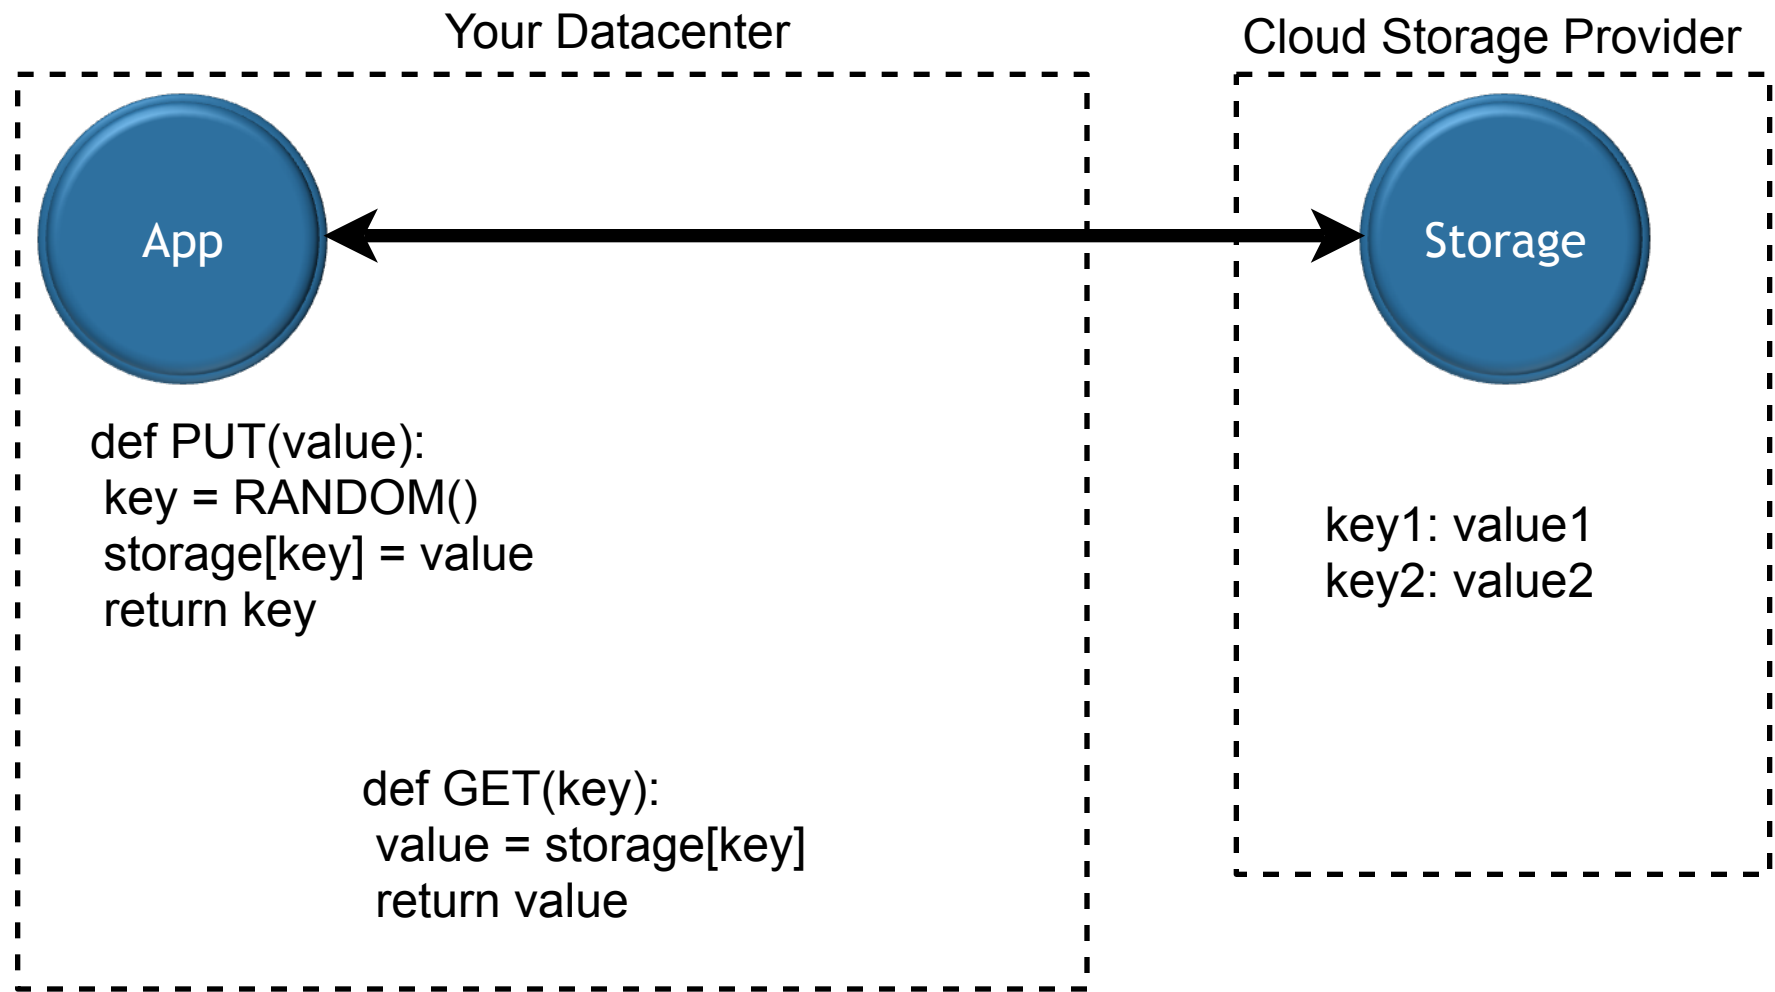 Your Datacenter
Cloud Storage Provider
App
Storage
def PUT(value):
key = RANDOM()
storage[key] = value
return key
key1: value1
key2: value2
def GET(key):
value = storage[key]
return value